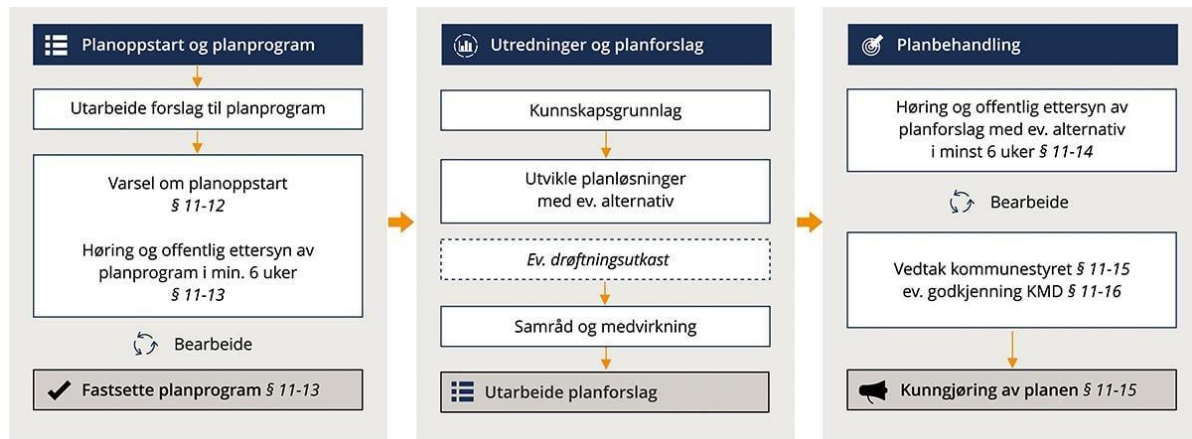 Planoppstart og planprogram
Utarbeide forslag til planprogram
Varsel om planoppstart
§ 11-12
Høring og offentlig ettersyn av
planprogram i min. 6 uker
§ 11-13
Bearbeide
Fastsette planprogram § 11-13
Utredninger og planforslag
Kunnskapsgrunnlag
Utvikle planløsninger
med ev. alternativ
Ev. drøftningsutkast
Samråd og medvirkning
Utarbeide planforslag
Planbehandling
Høring og offentlig ettersyn av
planforslag med ev. alternativ
i minst 6 uker § 11-14
Bearbeide
Vedtak kommunestyret § 11-15
ev. godkjenning KMD § 11-16
Kunngjøring av planen § 11-15